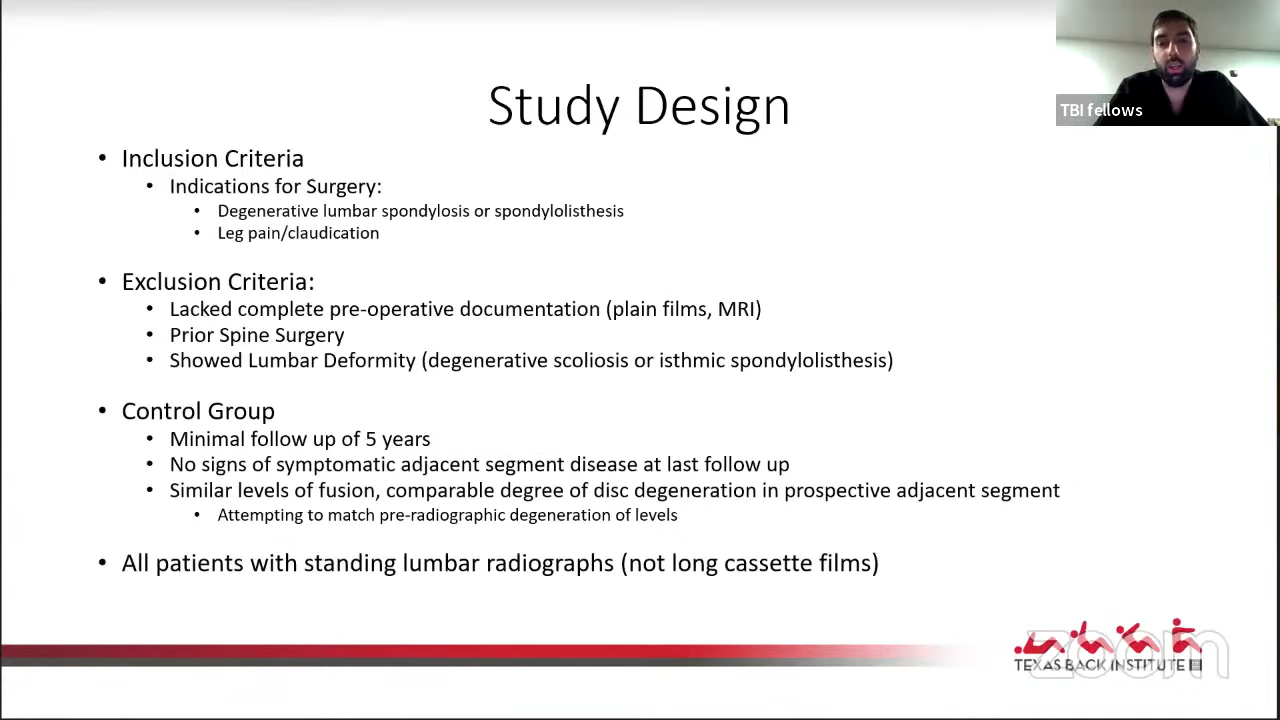 TBI fellows
Study Design
• Inclusion Criteria
• Indications for Surgery:
• Degenerative lumbar spondylosis or spondylolisthesis
• Leg pain/claudication
• Exclusion Criteria:
• Lacked complete pre-operative documentation (plain films, MRI)
• Prior Spine Surgery
• Showed Lumbar Deformity (degenerative scoliosis or isthmic spondylolisthesis)
• Control Group
• Minimal follow up of 5 years
• No signs of symptomatic adjacent segment disease at last follow up
• Similar levels of fusion, comparable degree of disc degeneration in prospective adjacent segment
• Attempting to match pre-radiographic degeneration of levels
• All patients with standing lumbar radiographs (not long cassette films)
zoom
TEXAS BACK INSTITUTE